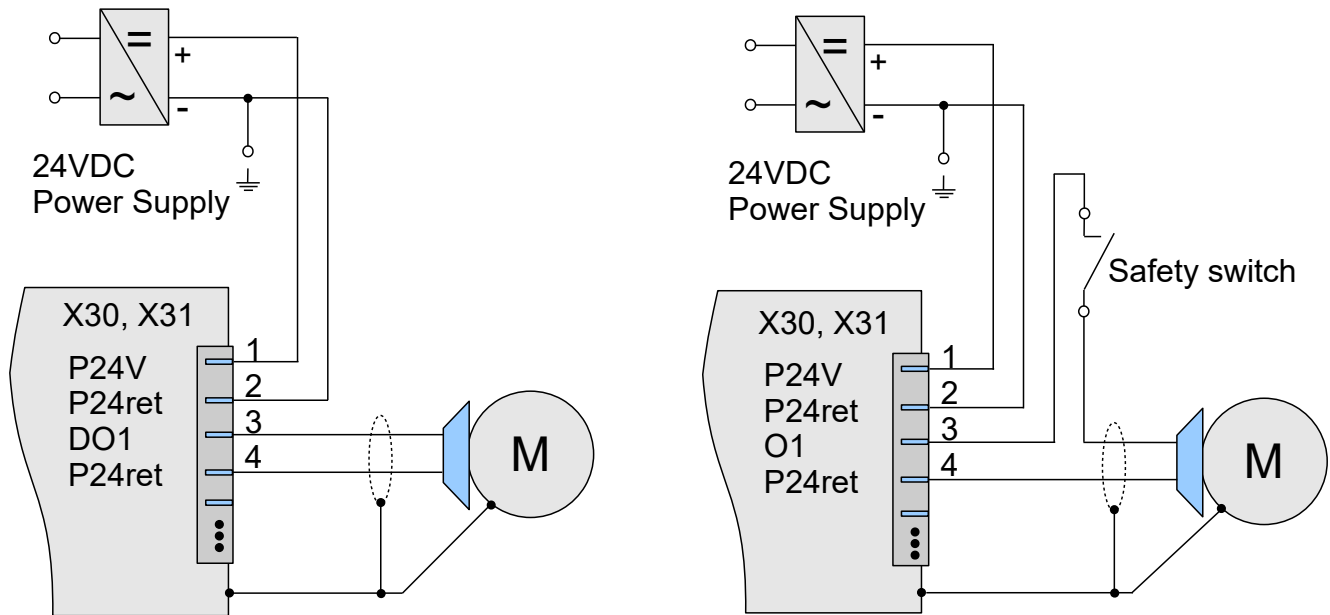 =
~
+
-
24VDC
Power Supply
X30, X31
P24V
P24ret
DO1
P24ret
1
2
3
4
M
=
~
+
-
24VDC
Power Supply
Safety switch
X30, X31
P24V
P24ret
O1
P24ret
1
2
3
4
M